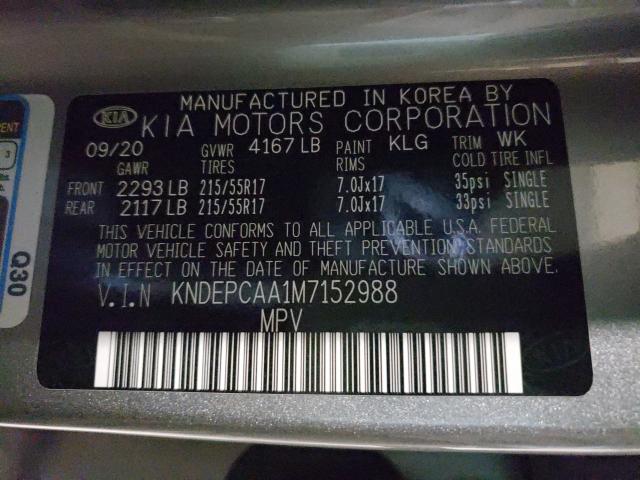 MANUFACTURED IN KOREA BY
KIA KIA MOTORS CORPORATION
09/20 GVWR 4167 LB PAINT KLG TRIM WK
GAWR TIRES RIMS COLD TIRE INFL
FRONT 2293 LB 215/55R17 7.0Jx17 35psi SINGLE
REAR 2117 LB 215/55R17 7.0Jx17 33psi SINGLE
THIS VEHICLE CONFORMS TO ALL APPLICABLE U.S.A. FEDERAL
MOTOR VEHICLE SAFETY AND THEFT PREVENTION STANDARDS
IN EFFECT ON THE DATE OF MANUFACTURE SHOWN ABOVE.
V.I.N KNDEPCAA1M7152988
MPV
Q30
3